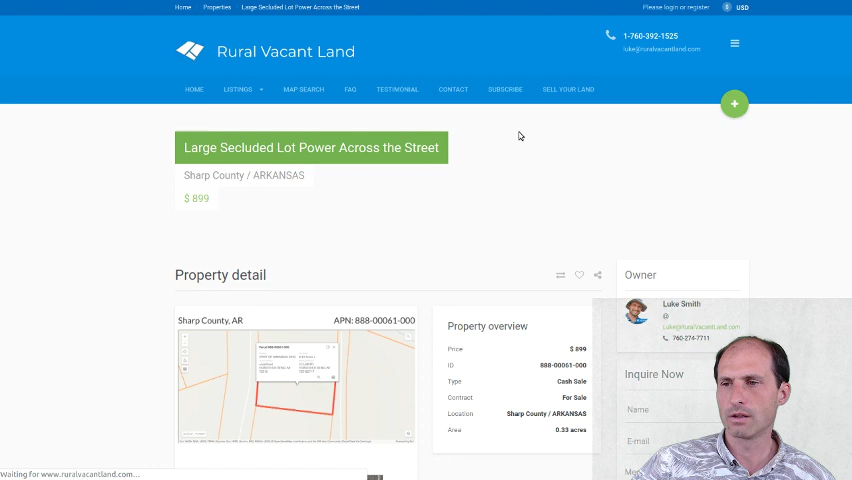 Home Properties Large Secluded Lot Power Across the Street Please login or register $ USD
Rural Vacant Land
1-760-392-1525
luke@ruralvacantland.com
HOME LISTINGS MAP SEARCH FAQ TESTIMONIAL CONTACT SUBSCRIBE SELL YOUR LAND
Large Secluded Lot Power Across the Street
Sharp County / ARKANSAS
$ 899
Property detail
Sharp County, AR APN: 888-00061-000
Property overview
Price $ 899
ID 888-00061-000
Type Cash Sale
Contract For Sale
Location Sharp County / ARKANSAS
Area 0.33 acres
Owner
Luke Smith
@
Luke@RuralVacantLand.com
760-274-7711
Inquire Now
Name
E-mail
Waiting for www.ruralvacantland.com...